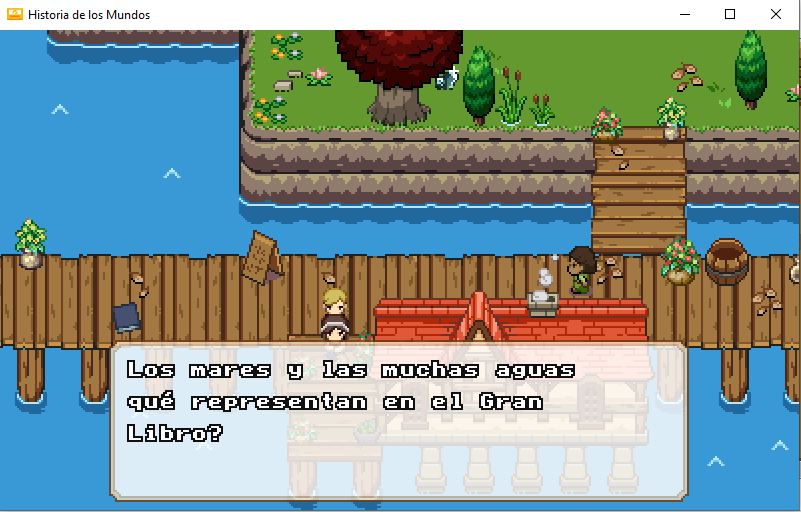 Historia de los Mundos
Los mares y las muchas aguas
qué representan en el Gran
Libro?